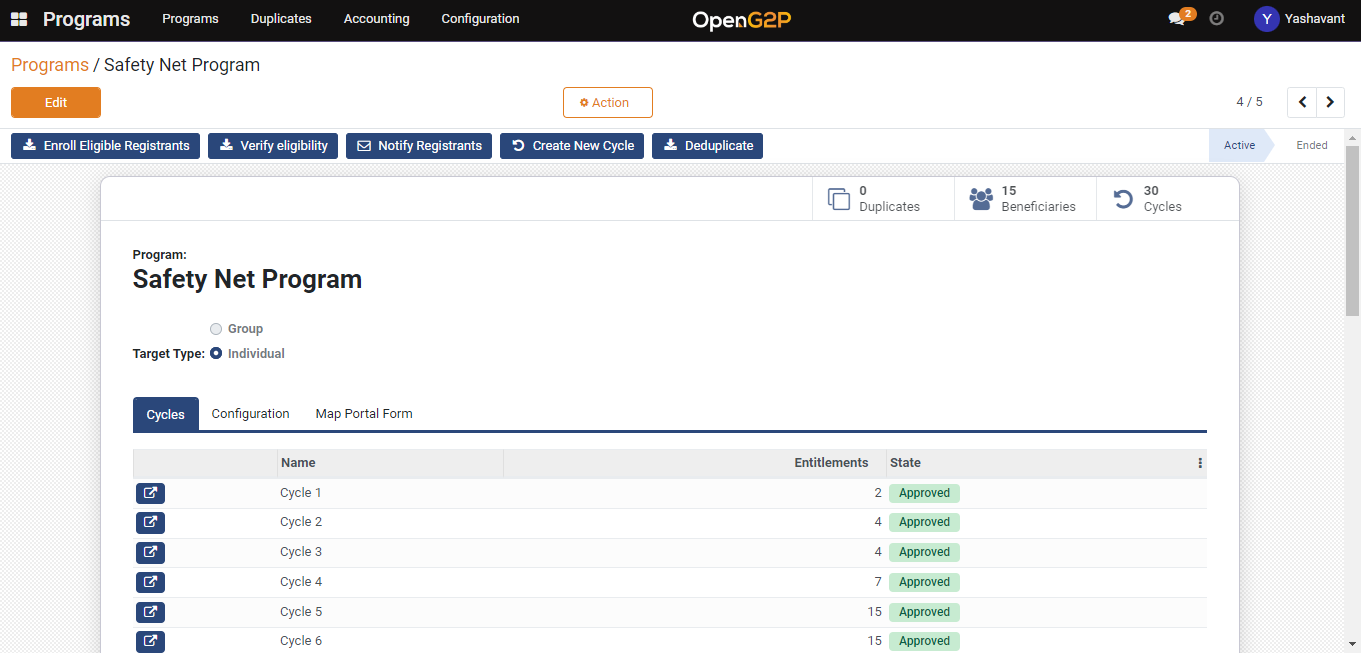 Programs Programs Duplicates Accounting Configuration OpenG2P 2 Y Yashavant
Programs / Safety Net Program
Edit Action 4 / 5
Enroll Eligible Registrants Verify eligibility Notify Registrants Create New Cycle Deduplicate Active Ended
0 Duplicates 15 Beneficiaries 30 Cycles
Program:
Safety Net Program
Group
Target Type: Individual
Cycles Configuration Map Portal Form
Name Entitlements State
Cycle 1 2 Approved
Cycle 2 4 Approved
Cycle 3 4 Approved
Cycle 4 7 Approved
Cycle 5 15 Approved
Cycle 6 15 Approved